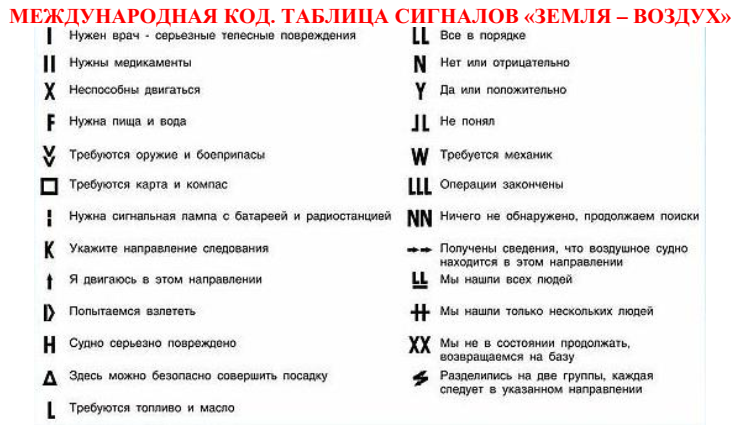 МЕЖДУНАРОДНАЯ КОД. ТАБЛИЦА СИГНАЛОВ «ЗЕМЛЯ – ВОЗДУХ»
I Нужен врач - серьезные телесные повреждения
II Нужны медикаменты
X Неспособны двигаться
F Нужна пища и вода
Требуются оружие и боеприпасы
Требуются карта и компас
Нужна сигнальная лампа с батареей и радиостанцией
K Укажите направление следования
Я двигаюсь в этом направлении
Попытаемся взлететь
H Судно серьезно повреждено
Δ Здесь можно безопасно совершить посадку
L Требуются топливо и масло
LL Все в порядке
N Нет или отрицательно
Y Да или положительно
Не понял
W Требуется механик
LLL Операции закончены
NN Ничего не обнаружено, продолжаем поиски
Получены сведения, что воздушное судно
находится в этом направлении
Мы нашли всех людей
Мы нашли только нескольких людей
XX Мы не в состоянии продолжать,
возвращаемся на базу
Разделились на две группы, каждая
следует в указанном направлении